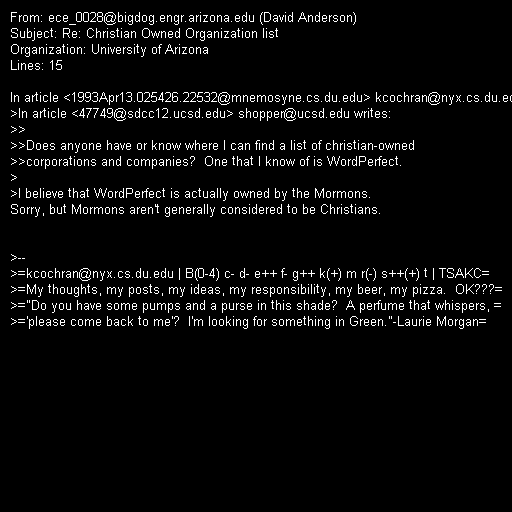 From: ece_0028@bigdog.engr.arizona.edu (David Anderson)
Subject: Re: Christian Owned Organization list
Organization: University of Arizona
Lines: 15

In article <1993Apr13.025426.22532@mnemosyne.cs.du.edu> kcochran@nyx.cs.du.e
>In article <47749@sdcc12.ucsd.edu> shopper@ucsd.edu writes:
>>
>>Does anyone have or know where I can find a list of christian-owned
>>corporations and companies?  One that I know of is WordPerfect.
>
>I believe that WordPerfect is actually owned by the Mormons.
Sorry, but Mormons aren't generally considered to be Christians.

>--
>=kcochran@nyx.cs.du.edu | B(0-4) c- d- e++ f- g++ k(+) m r(-) s++(+) t | TSAKC=
>=My thoughts, my posts, my ideas, my responsibility, my beer, my pizza.  OK???=
>="Do you have some pumps and a purse in this shade?  A perfume that whispers, =
>='please come back to me'?  I'm looking for something in Green."-Laurie Morgan=